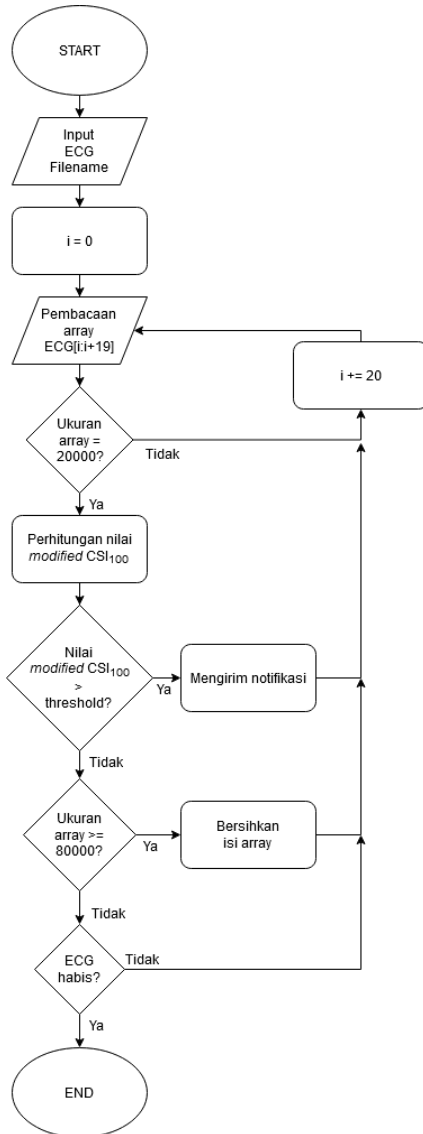 START
Input
ECG
Filename
i = 0
Pembacaan
array
ECG[i:i+19]
i += 20
Ukuran
array =
20000?
Tidak
Ya
Perhitungan nilai
modified CSI100
Nilai
modified CSI100
>
threshold?
Ya
Mengirim notifikasi
Tidak
Ukuran
array >=
80000?
Ya
Bersihkan
isi array
Tidak
ECG
habis?
Tidak
Ya
END